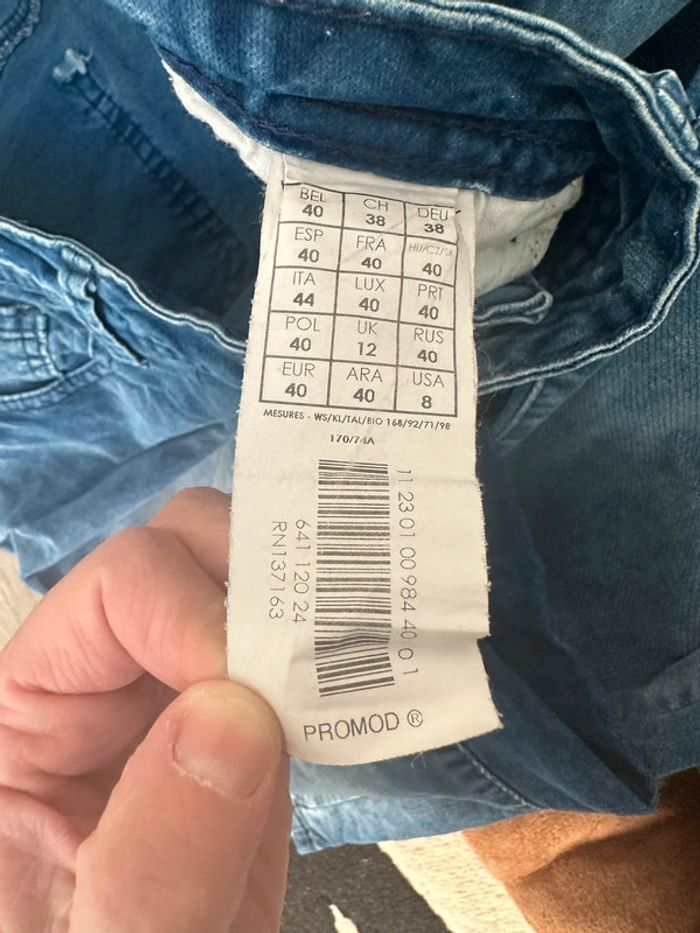 BEL CH DEU
40 38 38
ESP FRA HU/CZ/SK
40 40 40
ITA LUX PRT
44 40 40
POL UK RUS
40 12 40
EUR ARA USA
40 40 8
MESURES - WS/KL/TAL/BIO 168/92/71/98
170/74A
11 23 01 00 984 40 0 1
641 120 24
RN137163
PROMOD ®